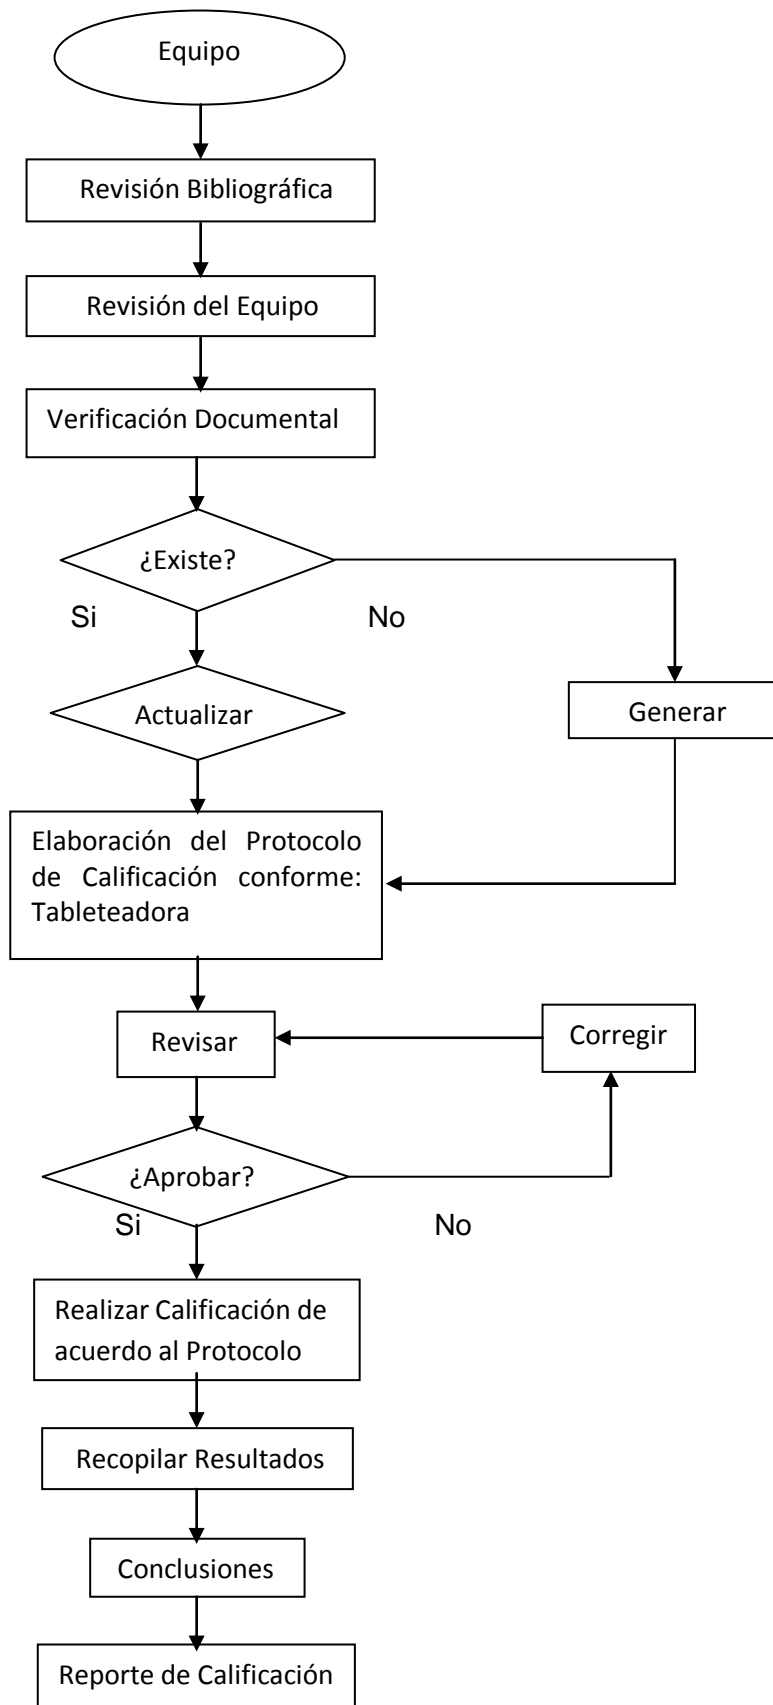 Equipo
Revisión Bibliográfica
Revisión del Equipo
Verificación Documental
¿Existe?
Si
No
Actualizar
Generar
Elaboración del Protocolo
de Calificación conforme:
Tableteadora
Revisar
Corregir
¿Aprobar?
Si
No
Realizar Calificación de
acuerdo al Protocolo
Recopilar Resultados
Conclusiones
Reporte de Calificación